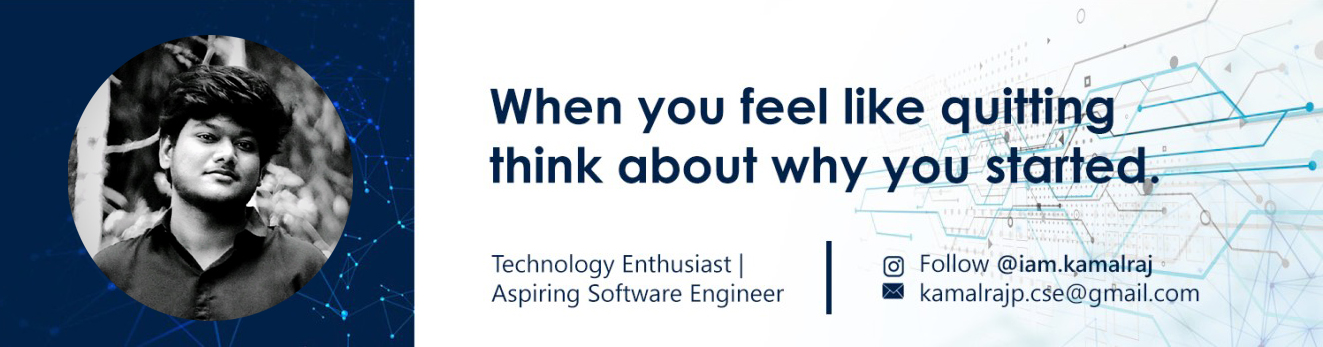 When you feel like quitting
think about why you started.
Technology Enthusiast |
Aspiring Software Engineer
Follow @iam.kamalraj
kamalrajp.cse@gmail.com